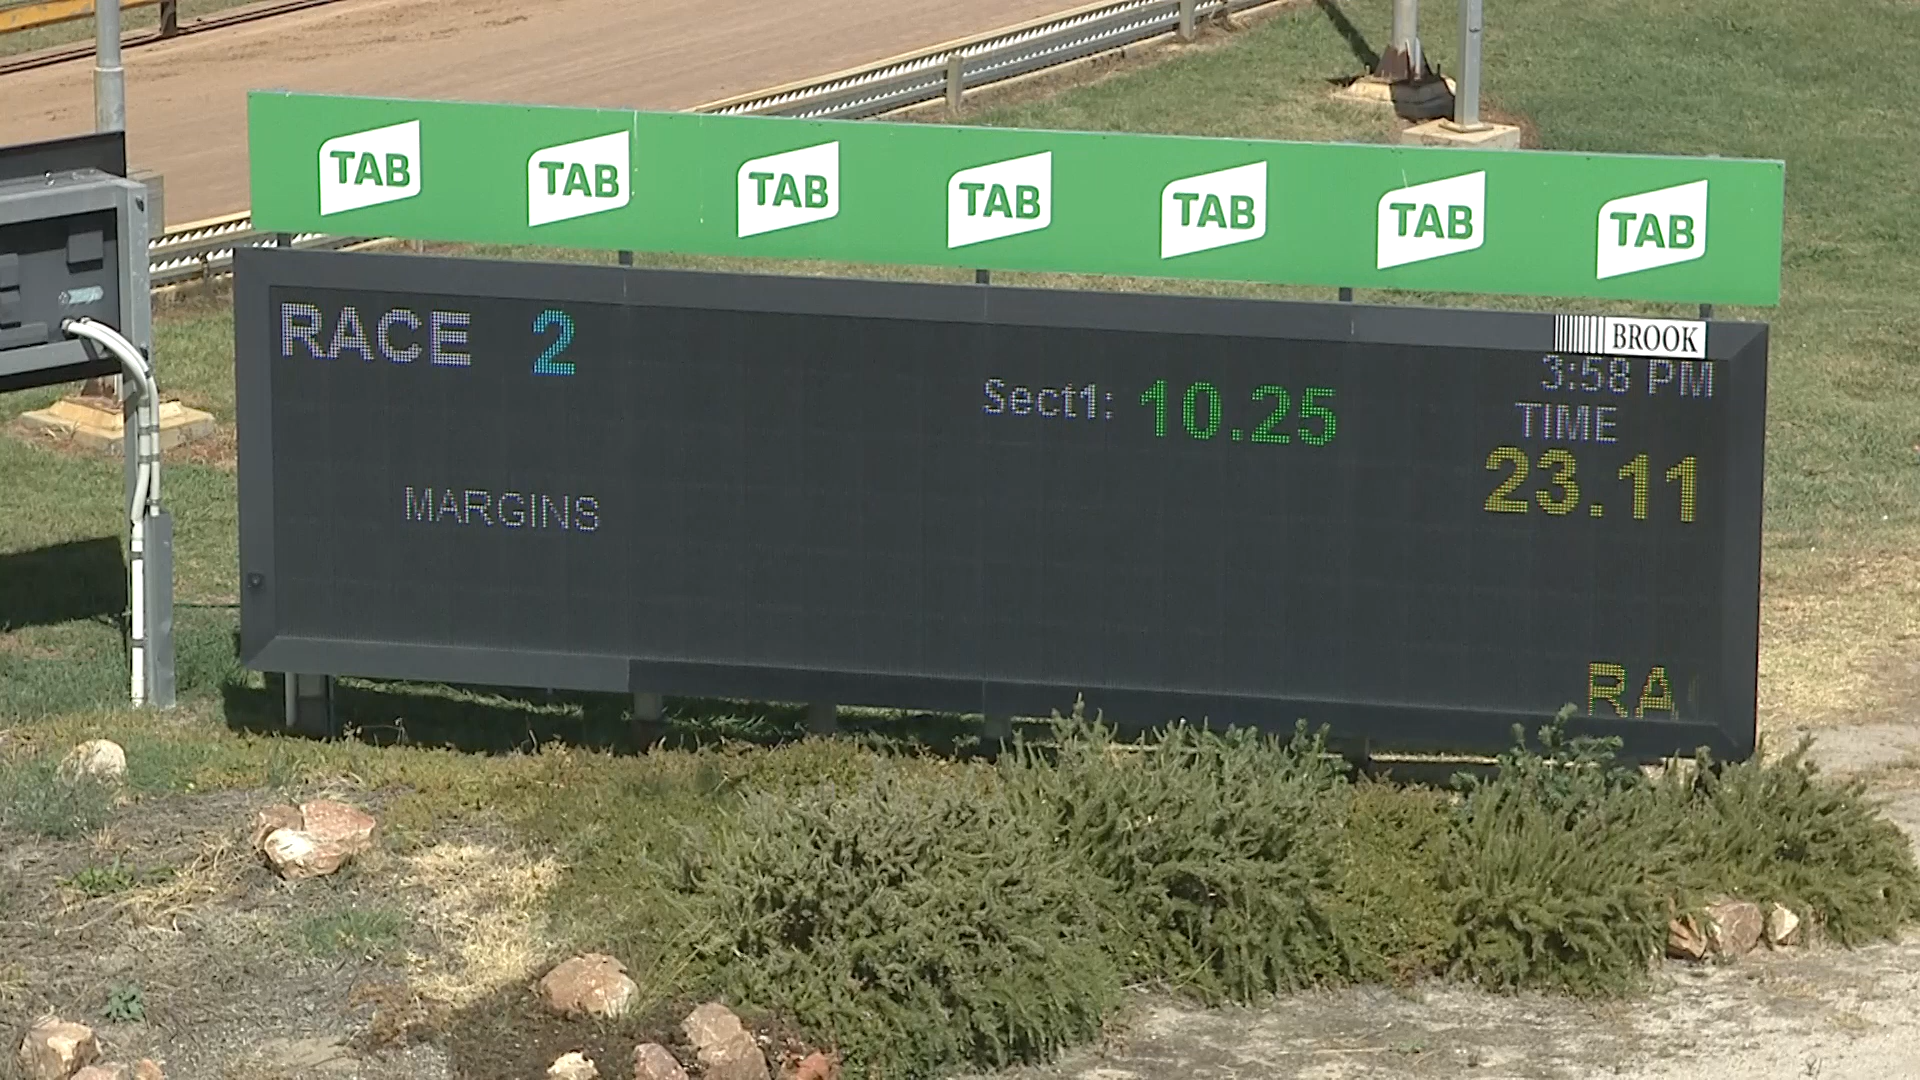 TAB TAB TAB TAB TAB TAB TAB
BROOK
RACE 2
3:58 PM
Sect1: 10.25
TIME
23.11
MARGINS
RA